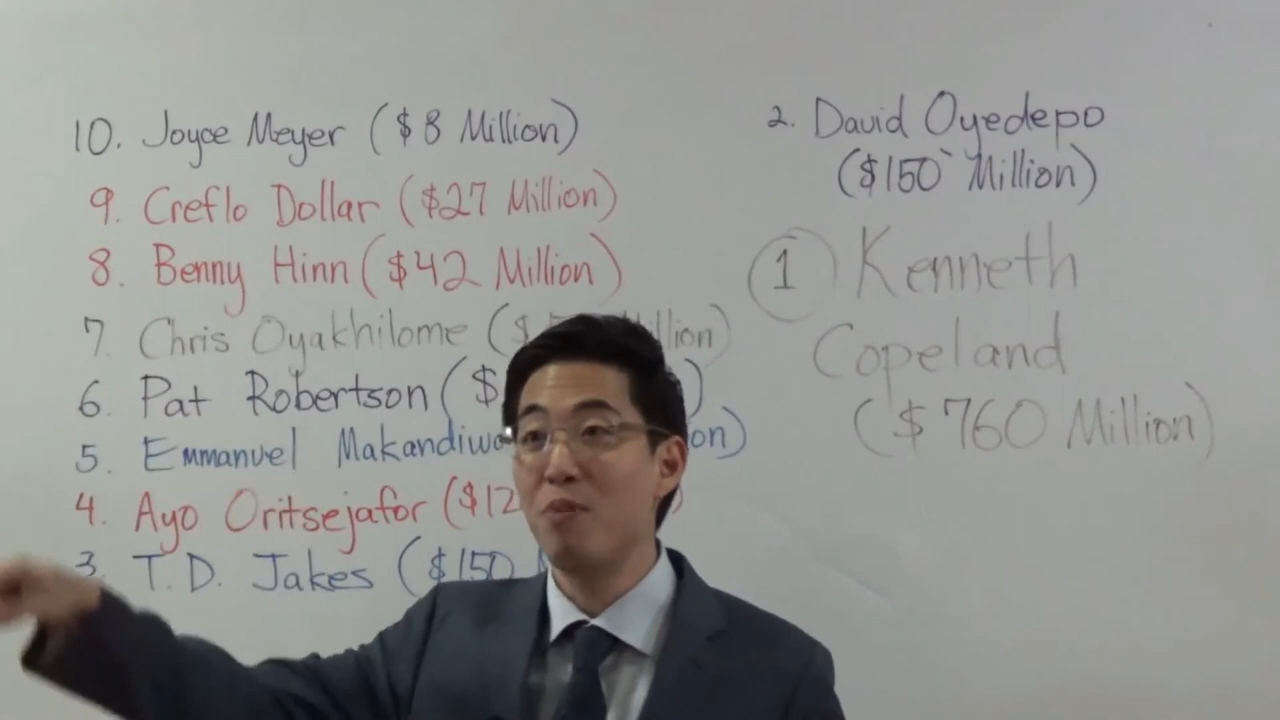 10. Joyce Meyer ($8 Million)
9. Creflo Dollar ($27 Million)
8. Benny Hinn ($42 Million)
7. Chris Oyakhilome ($
6. Pat Robertson ($
5. Emmanuel
4. Ayo Oritsejafor ($12
3. T.D. Jakes ($150
2. David Oyedepo
($150 Million)
1 Kenneth
Copeland
($760 Million)